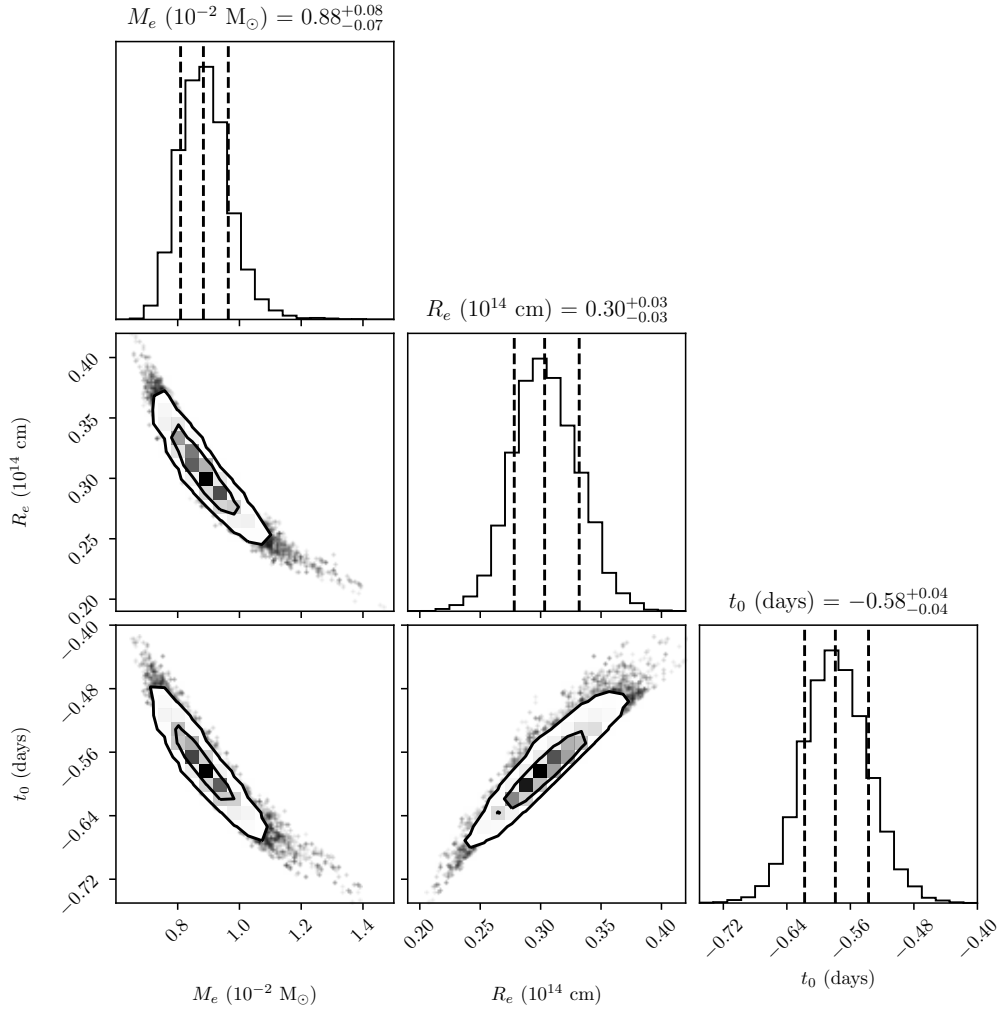 M_e (10^{-2} M_⊙) = 0.88^{+0.08}_{-0.07}
R_e (10^{14} cm) = 0.30^{+0.03}_{-0.03}
R_e (10^{14} cm)
0.40
0.35
0.30
0.25
0.20
t_0 (days) = −0.58^{+0.04}_{-0.04}
t_0 (days)
−0.40
−0.48
−0.56
−0.64
−0.72
0.8 1.0 1.2 1.4
M_e (10^{-2} M_⊙)
0.20 0.25 0.30 0.35 0.40
R_e (10^{14} cm)
−0.72 −0.64 −0.56 −0.48 −0.40
t_0 (days)